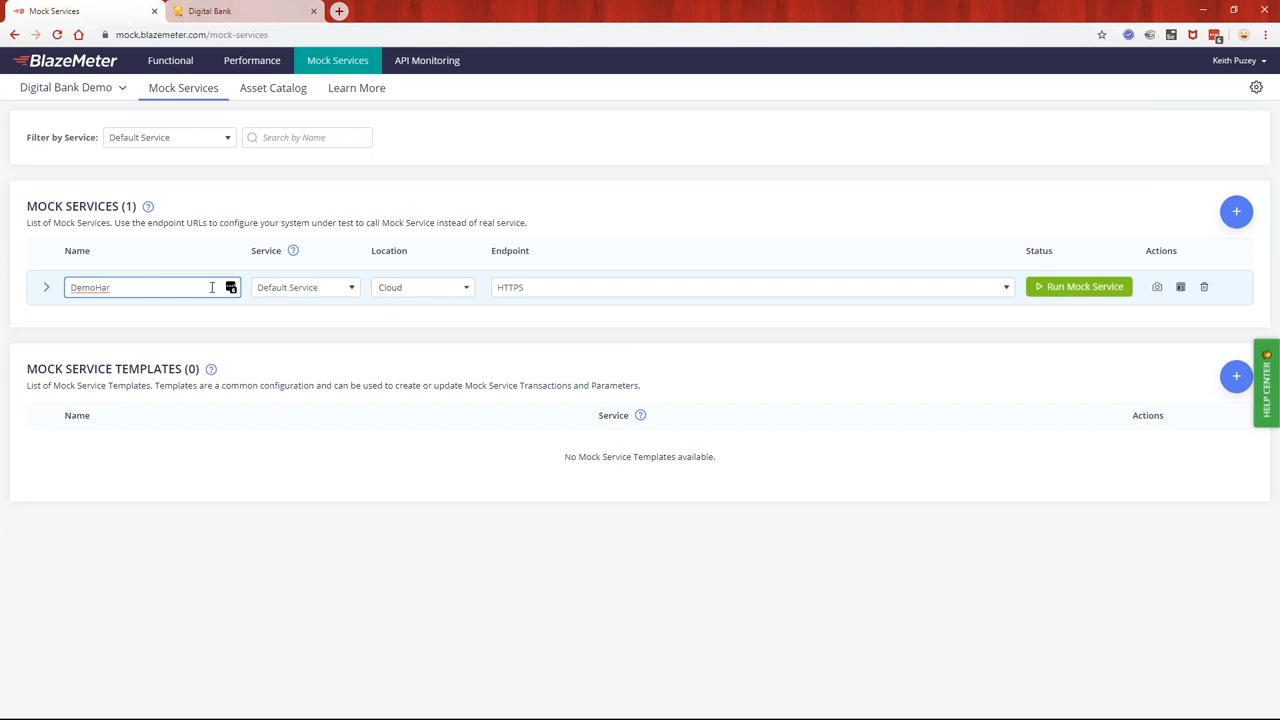 Mock Services
Digital Bank
mock.blazemeter.com/mock-services
BlazeMeter
Functional
Performance
Mock Services
API Monitoring
Keith Puzey
Digital Bank Demo
Mock Services
Asset Catalog
Learn More
Filter by Service:
Default Service
Search by Name
MOCK SERVICES (1)
List of Mock Services. Use the endpoint URLs to configure your system under test to call Mock Service instead of real service.
Name
Service
Location
Endpoint
Status
Actions
DemoHar
Default Service
Cloud
HTTPS
Run Mock Service
MOCK SERVICE TEMPLATES (0)
List of Mock Service Templates. Templates are a common configuration and can be used to create or update Mock Service Transactions and Parameters.
HELP CENTER
Name
Service
Actions
No Mock Service Templates available.